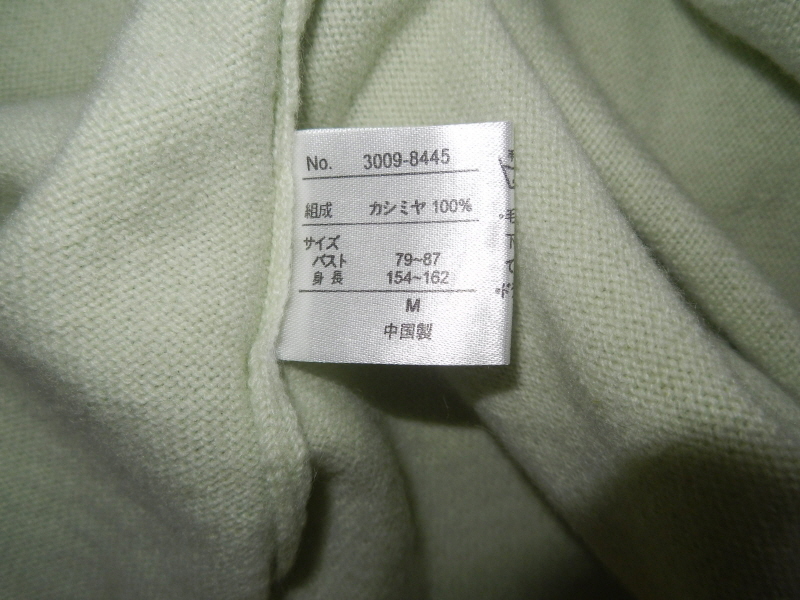 No. 3009-8445
組成 カシミヤ 100%
サイズ
バスト 79~87
身長 154~162
M
中国製